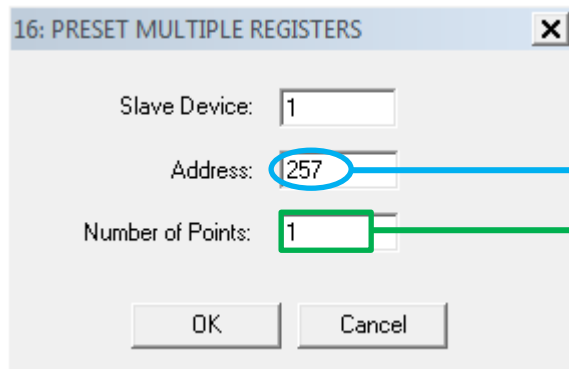 16: PRESET MULTIPLE REGISTERS
Slave Device: 1
Address: 257
Number of Points: 1
OK Cancel